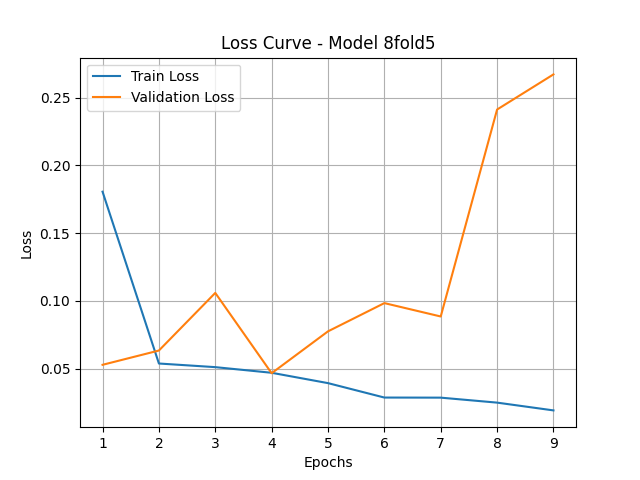 Loss Curve - Model 8fold5
Train Loss
Validation Loss
0.25
0.20
0.15
0.10
0.05
Loss
1 2 3 4 5 6 7 8 9
Epochs